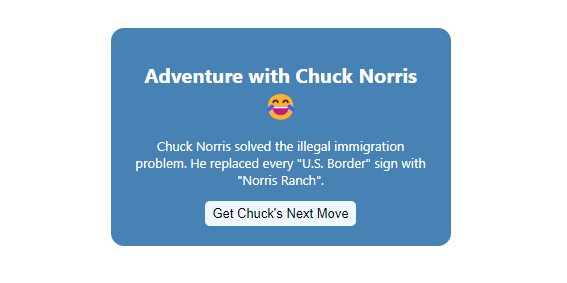 Adventure with Chuck Norris
😂
Chuck Norris solved the illegal immigration
problem. He replaced every "U.S. Border" sign with
"Norris Ranch".
Get Chuck's Next Move